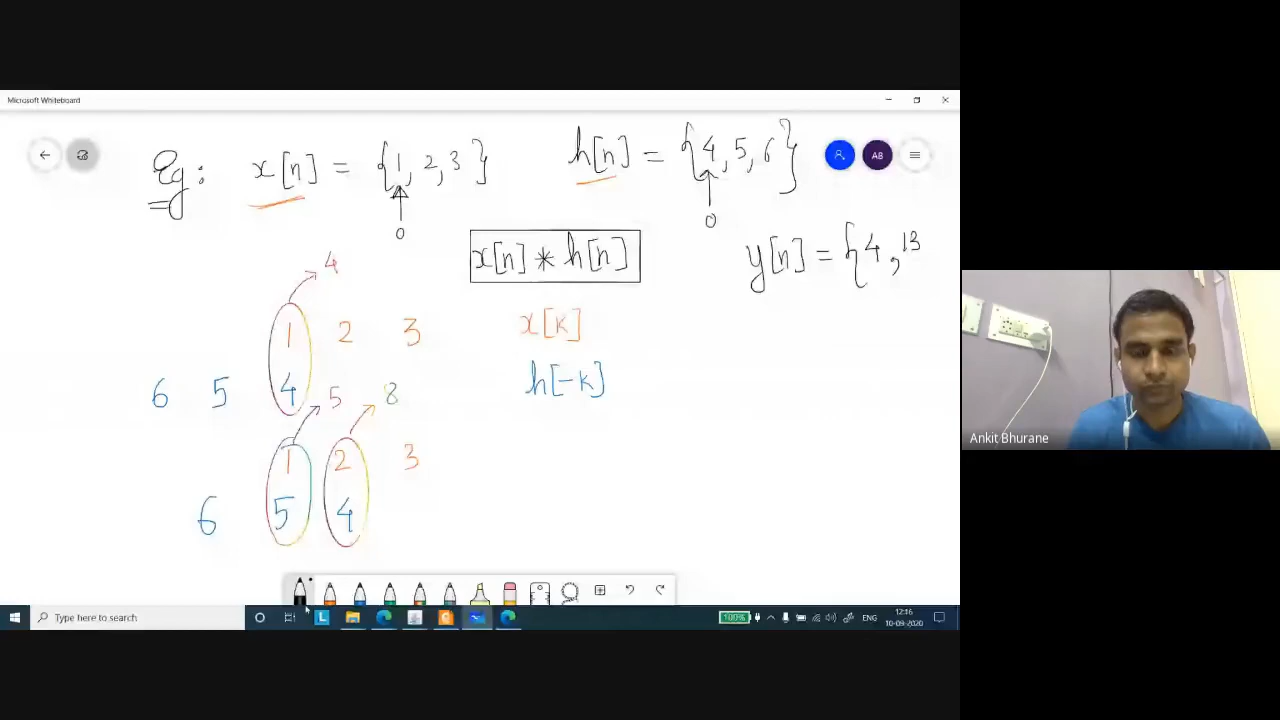 Microsoft Whiteboard
Eg: x[n] = {1, 2, 3} h[n] = {4, 5, 6}
0 0
x[n] * h[n] y[n] = {4, 13
4
1 2 3 x[k]
6 5 4 h[-k]
5 8
1 2 3
6 5 4
AB
Ankit Bhurane
Type here to search
L
100%
ENG
12:16
10-09-2020